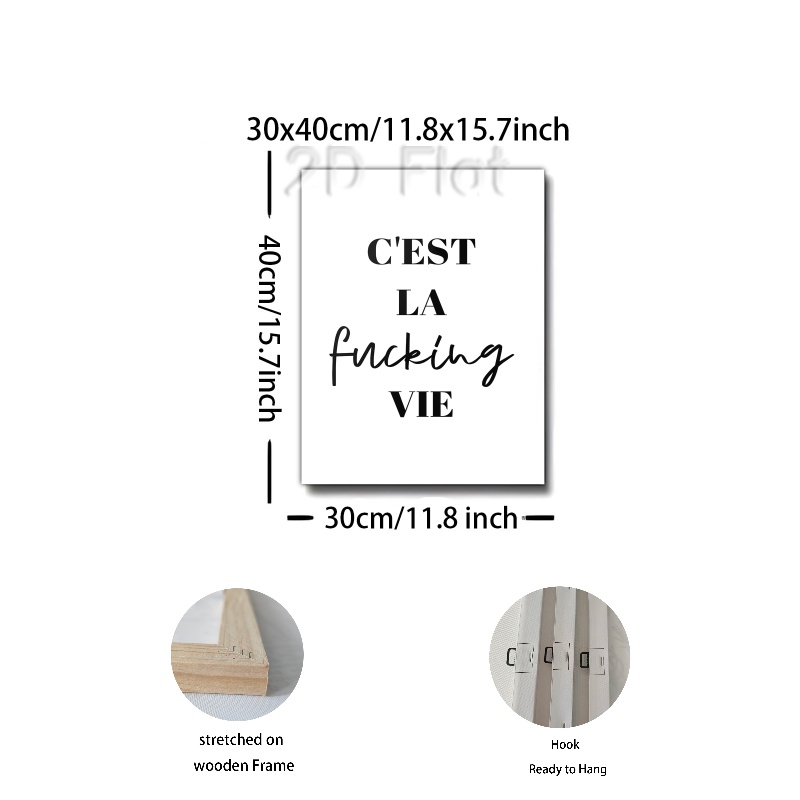 30x40cm/11.8x15.7inch
2D Flat
40cm/15.7inch
C'EST
LA
fucking
VIE
30cm/11.8 inch
stretched on
wooden Frame
Hook
Ready to Hang